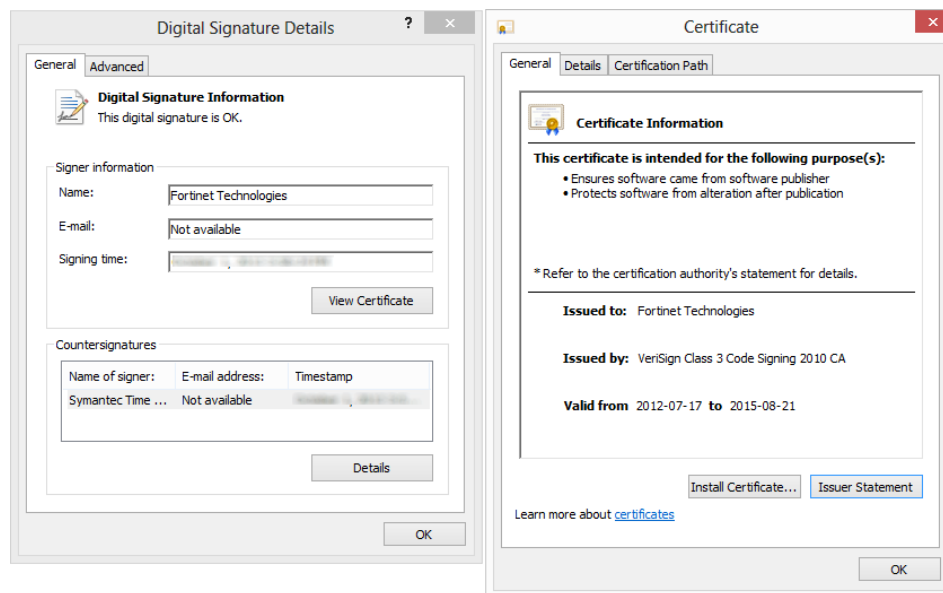 Digital Signature Details
?
General
Advanced
Digital Signature Information
This digital signature is OK.
Signer information
Name:
Fortinet Technologies
E-mail:
Not available
Signing time:
View Certificate
Countersignatures
Name of signer: E-mail address: Timestamp
Symantec Time ... Not available
Details
OK
Certificate
General
Details
Certification Path
Certificate Information
This certificate is intended for the following purpose(s):
• Ensures software came from software publisher
• Protects software from alteration after publication
* Refer to the certification authority's statement for details.
Issued to: Fortinet Technologies
Issued by: VeriSign Class 3 Code Signing 2010 CA
Valid from 2012-07-17 to 2015-08-21
Install Certificate...
Issuer Statement
Learn more about certificates
OK